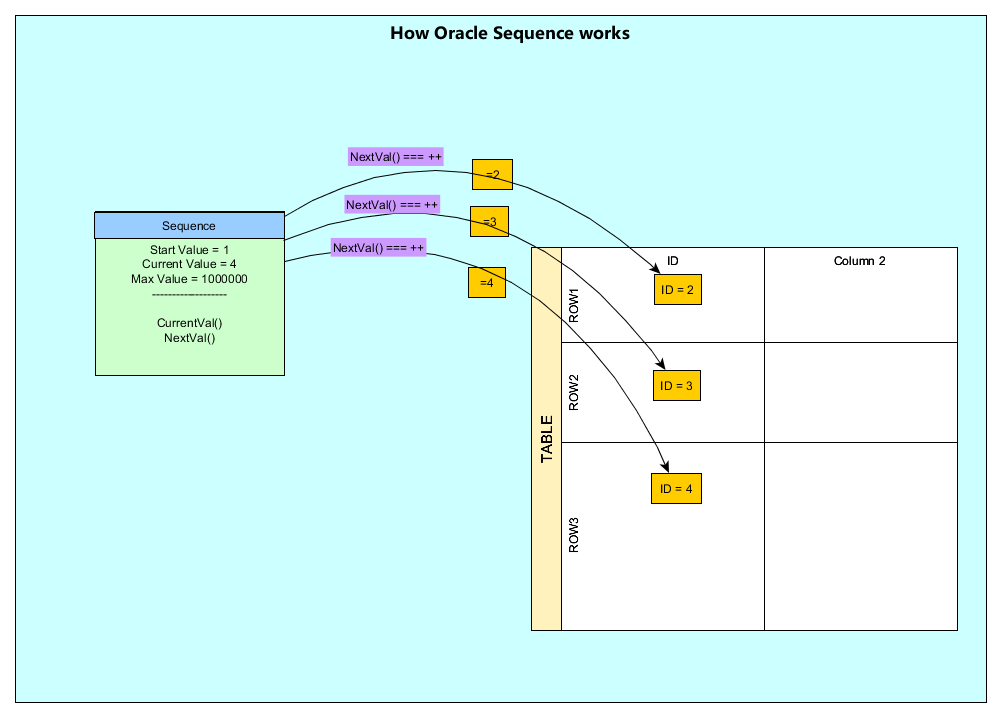 How Oracle Sequence works
NextVal() === ++
=2
NextVal() === ++
=3
NextVal() === ++
=4
Sequence
Start Value = 1
Current Value = 4
Max Value = 1000000
-------------------
CurrentVal()
NextVal()
TABLE
ID
Column 2
ROW1
ID = 2
ROW2
ID = 3
ROW3
ID = 4